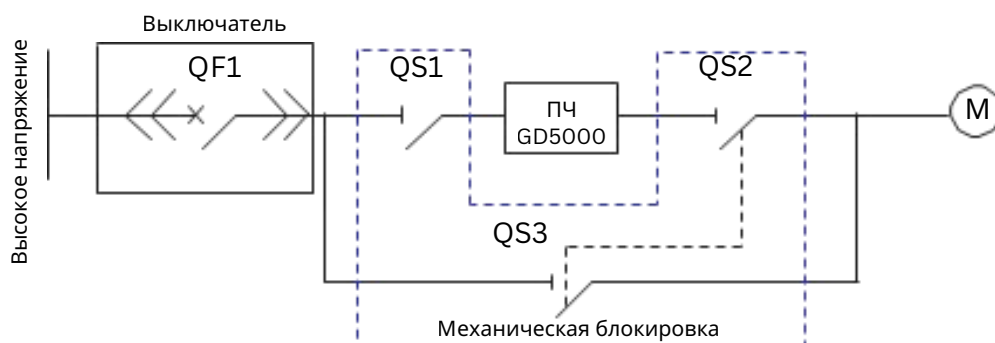 Выключатель
Высокое напряжение
QF1
QS1
QS2
ПЧ
GD5000
M
QS3
Механическая блокировка